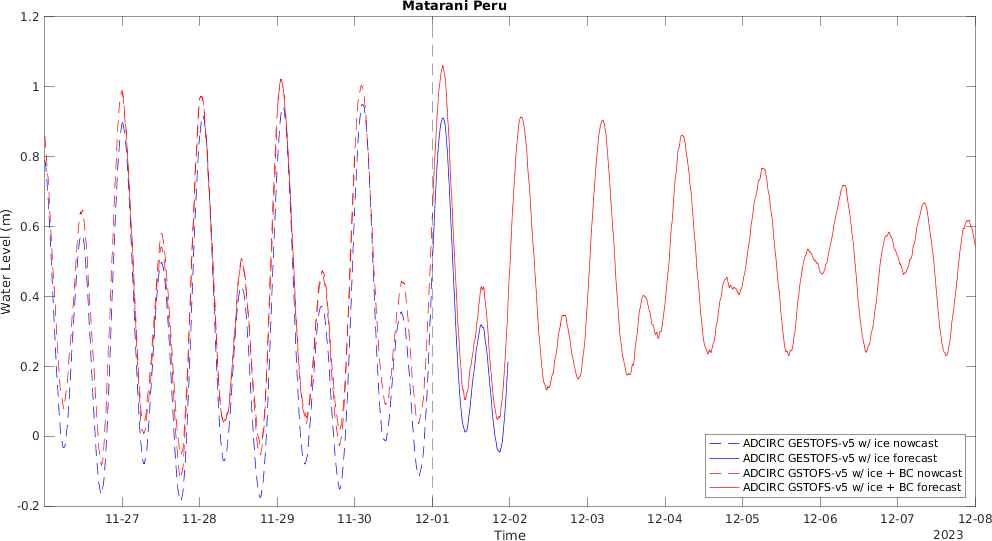 Matarani Peru
1.2
1
0.8
0.6
0.4
0.2
0
-0.2
Water Level (m)
11-27 11-28 11-29 11-30 12-01 12-02 12-03 12-04 12-05 12-06 12-07 12-08
Time
2023
ADCIRC GESTOFS-v5 w/ ice nowcast
ADCIRC GESTOFS-v5 w/ ice forecast
ADCIRC GSTOFS-v5 w/ ice + BC nowcast
ADCIRC GSTOFS-v5 w/ ice + BC forecast